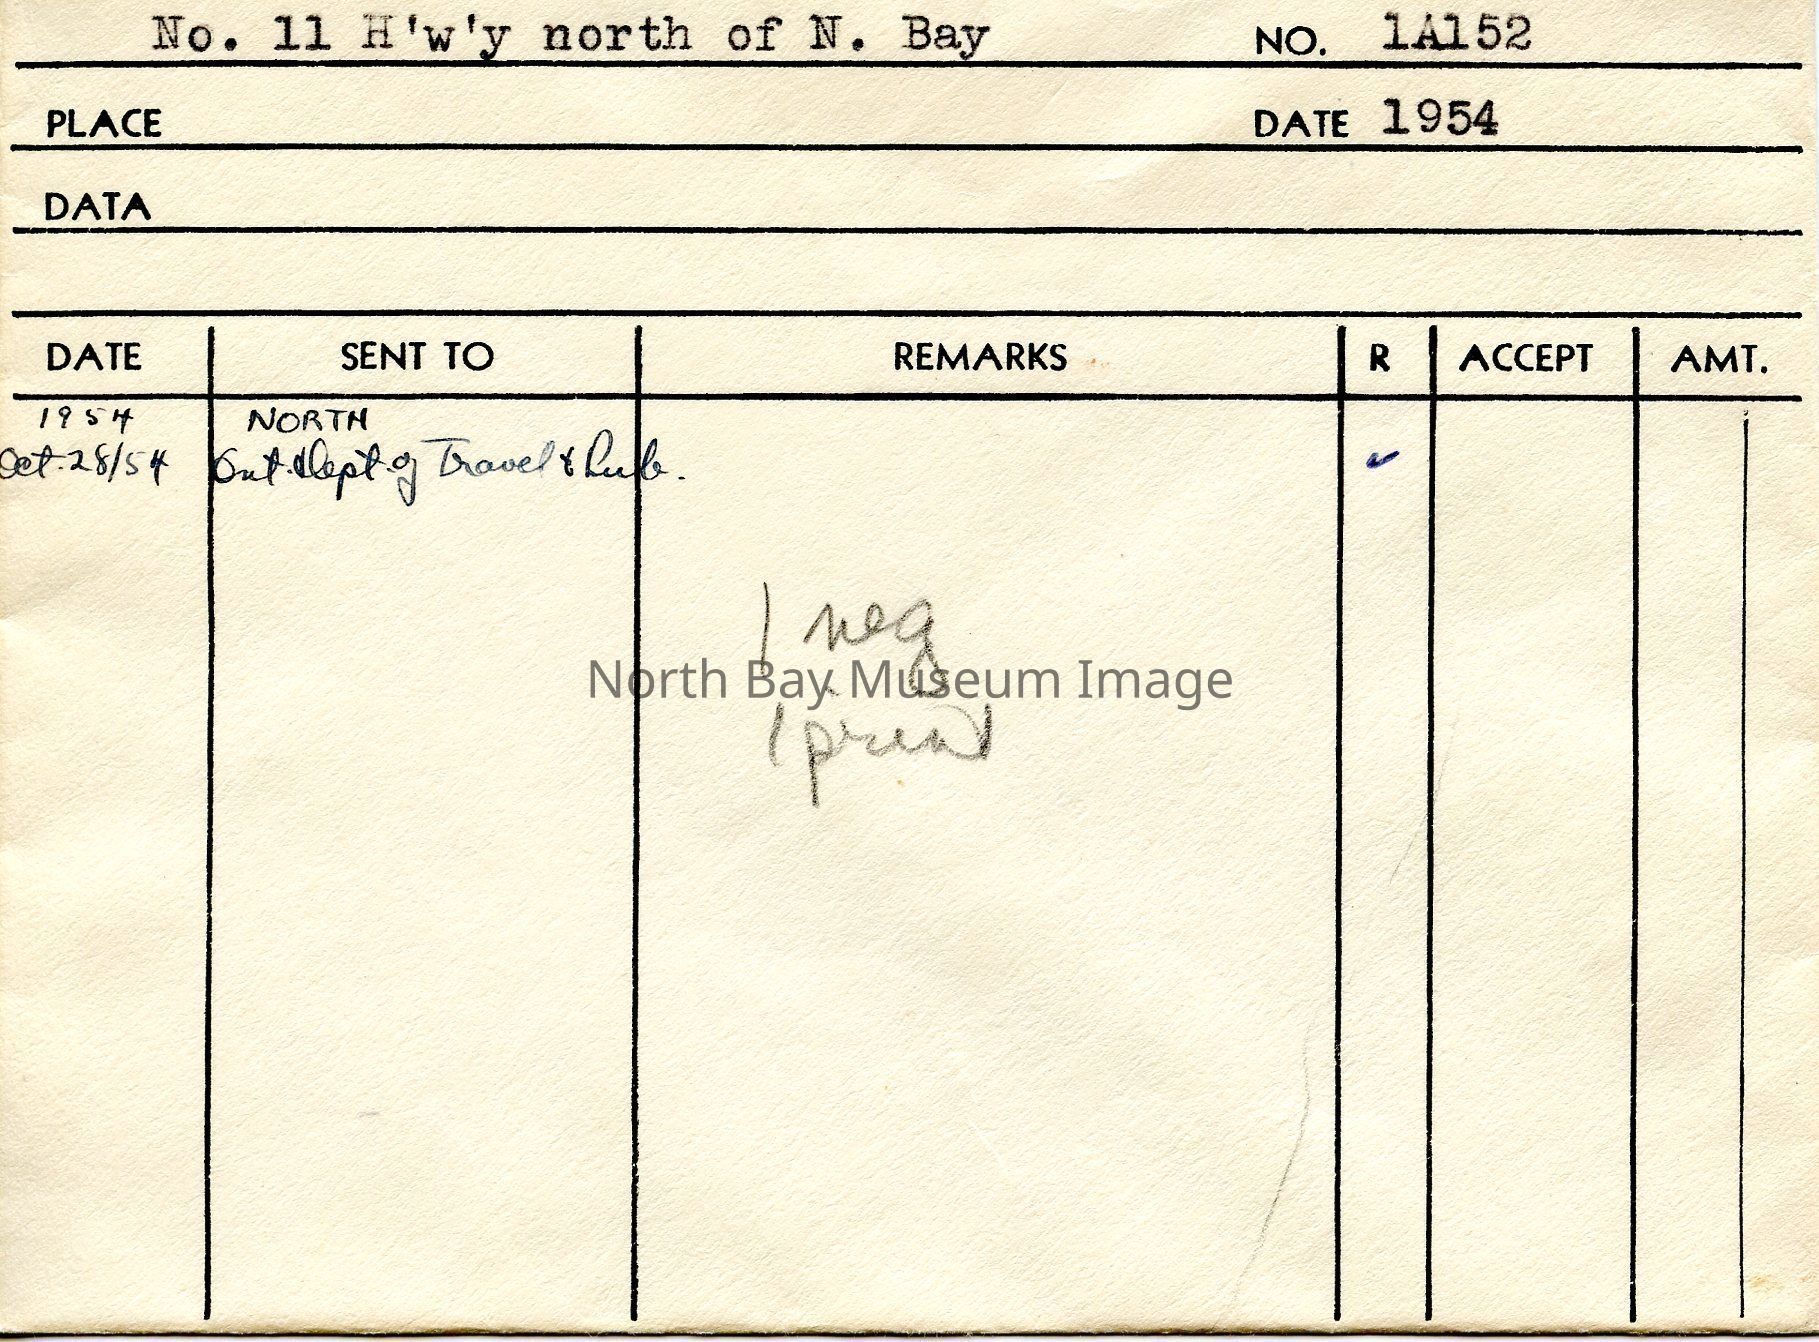 No. 11 H'w'y north of N. Bay NO. 1A152
PLACE DATE 1954
DATA
DATE SENT TO REMARKS R ACCEPT AMT.
1954 NORTH
Oct. 28/54 Ont. Dept. of Travel & Pub.
1 neg
North Bay Museum Image
1 print